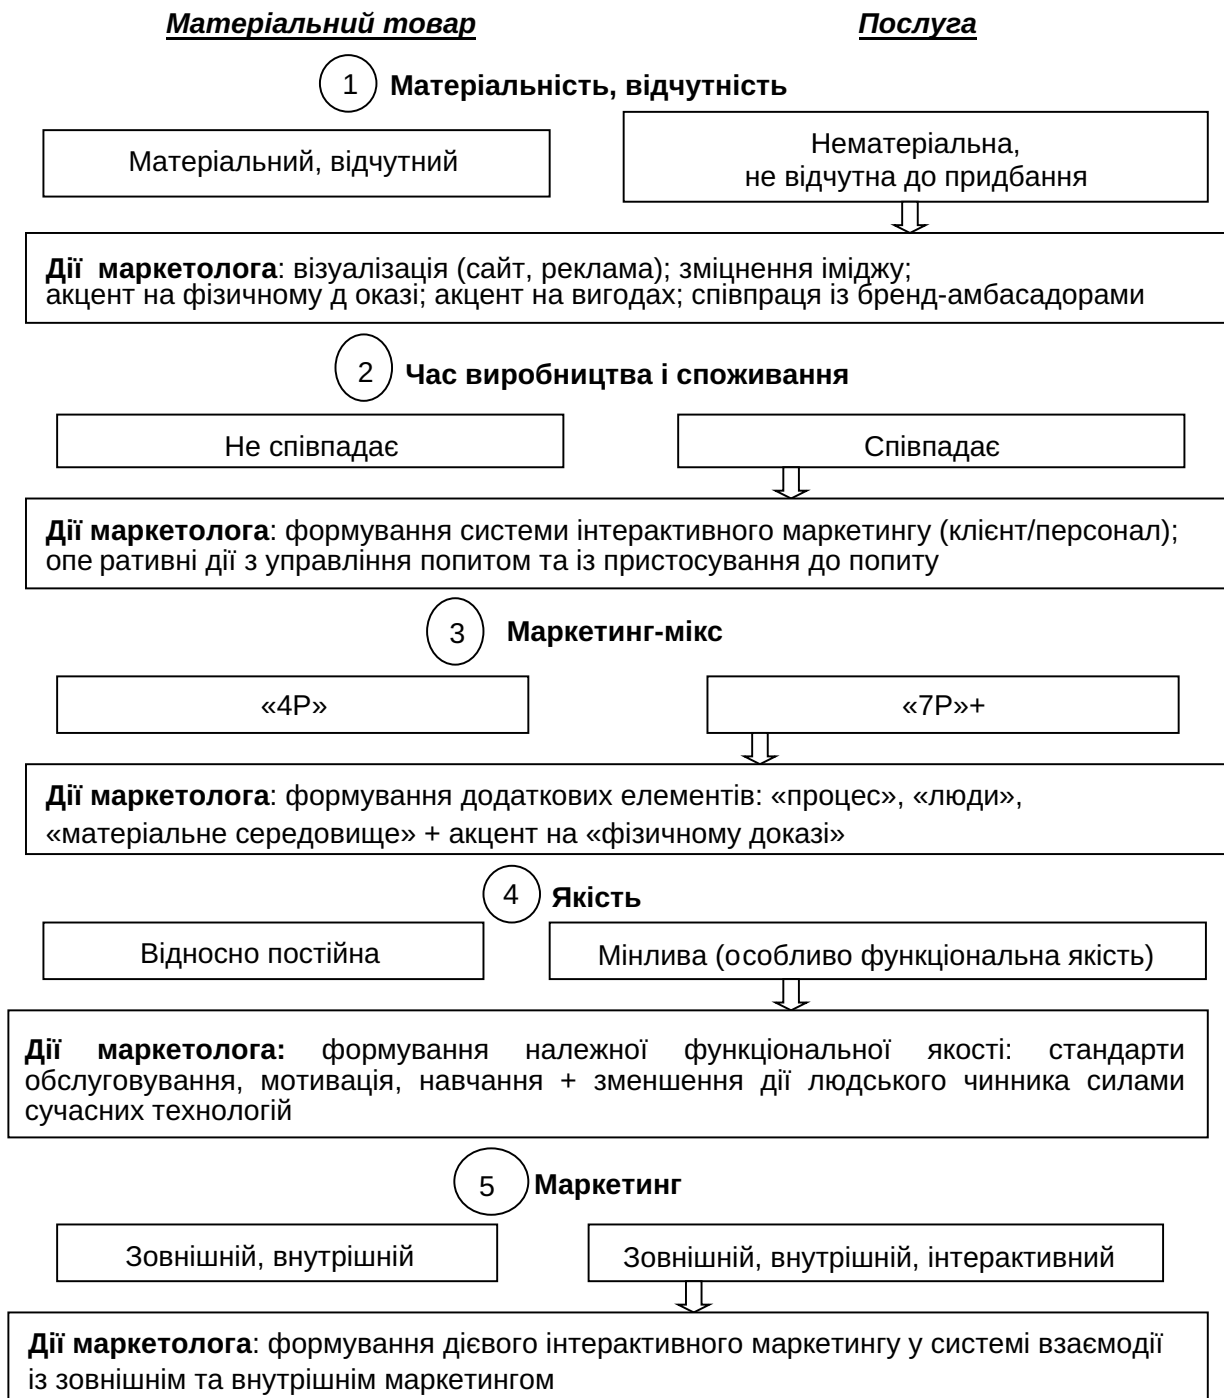 Матеріальний товар Послуга
1 Матеріальність, відчутність
Матеріальний, відчутний
Нематеріальна,
не відчутна до придбання
Дії маркетолога: візуалізація (сайт, реклама); зміцнення іміджу;
акцент на фізичному д оказі; акцент на вигодах; співпраця із бренд-амбасадорами
2 Час виробництва і споживання
Не співпадає
Співпадає
Дії маркетолога: формування системи інтерактивного маркетингу (клієнт/персонал);
опе ративні дії з управління попитом та із пристосування до попиту
3 Маркетинг-мікс
«4Р»
«7Р»+
Дії маркетолога: формування додаткових елементів: «процес», «люди»,
«матеріальне середовище» + акцент на «фізичному доказі»
4 Якість
Відносно постійна
Мінлива (особливо функціональна якість)
Дії маркетолога: формування належної функціональної якості: стандарти
обслуговування, мотивація, навчання + зменшення дії людського чинника силами
сучасних технологій
5 Маркетинг
Зовнішній, внутрішній
Зовнішній, внутрішній, інтерактивний
Дії маркетолога: формування дієвого інтерактивного маркетингу у системі взаємодії
із зовнішнім та внутрішнім маркетингом